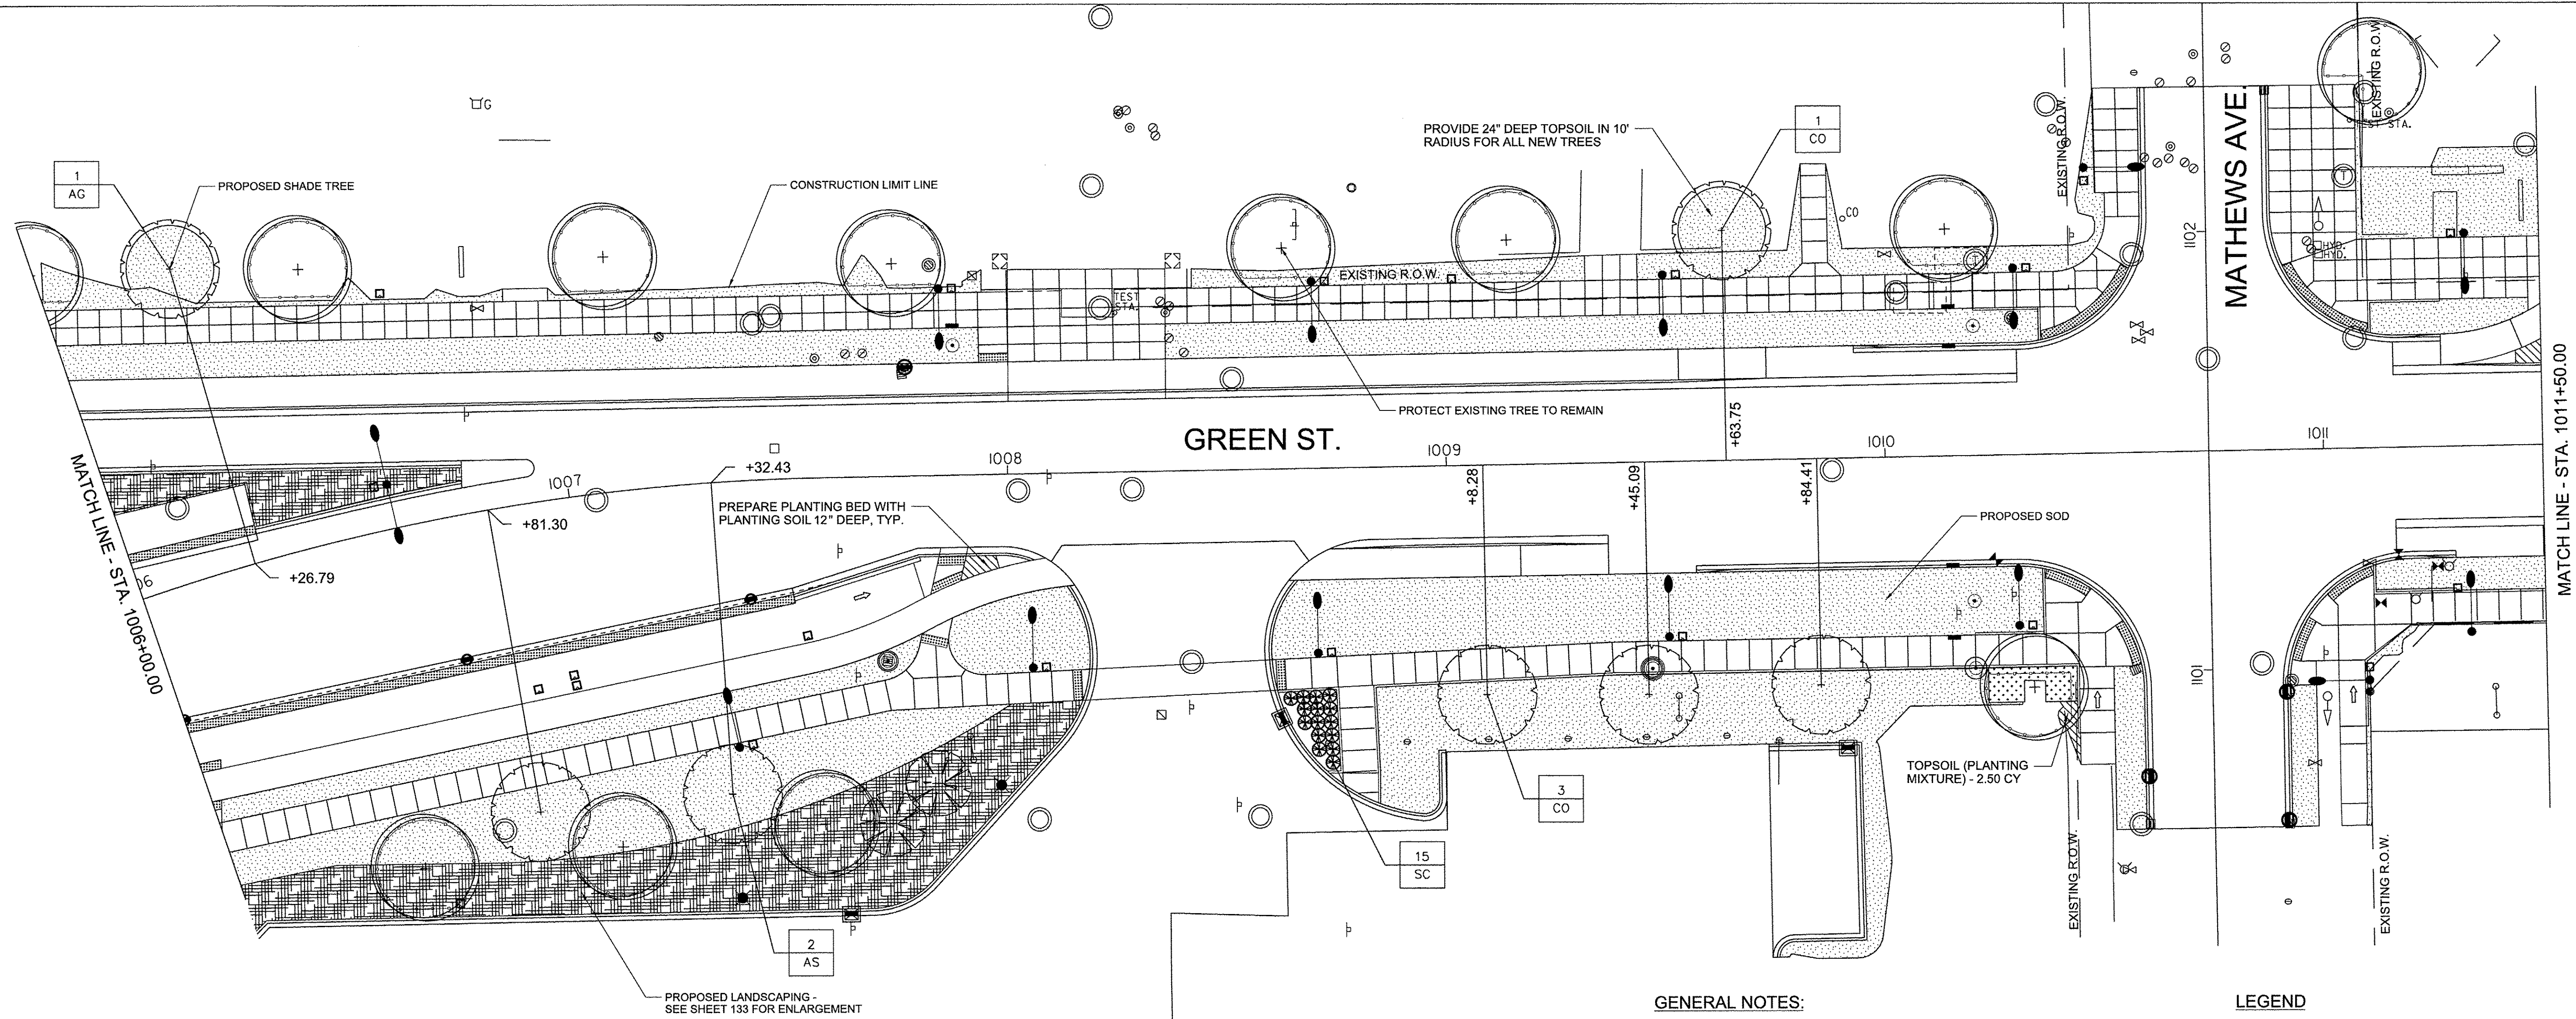 G
1
AG
PROPOSED SHADE TREE
CONSTRUCTION LIMIT LINE
PROVIDE 24" DEEP TOPSOIL IN 10'
RADIUS FOR ALL NEW TREES
1
CO
CO
EXISTING R.O.W.
MATHEWS AVE.
1102
EXISTING R.O.W.
TEST STA.
T
HYD.
HYD.
EXISTING R.O.W.
TEST
STA.
PROTECT EXISTING TREE TO REMAIN
GREEN ST.
+63.75
MATCH LINE - STA. 1011+50.00
MATCH LINE - STA. 1006+00.00
1007
1008
1009
1010
1011
+32.43
+81.30
+26.79
06
PREPARE PLANTING BED WITH
PLANTING SOIL 12" DEEP, TYP.
+8.28
+45.09
+84.41
PROPOSED SOD
1101
TOPSOIL (PLANTING
MIXTURE) - 2.50 CY
3
CO
15
SC
2
AS
EXISTING R.O.W.
EXISTING R.O.W.
PROPOSED LANDSCAPING -
SEE SHEET 133 FOR ENLARGEMENT
GENERAL NOTES:
LEGEND